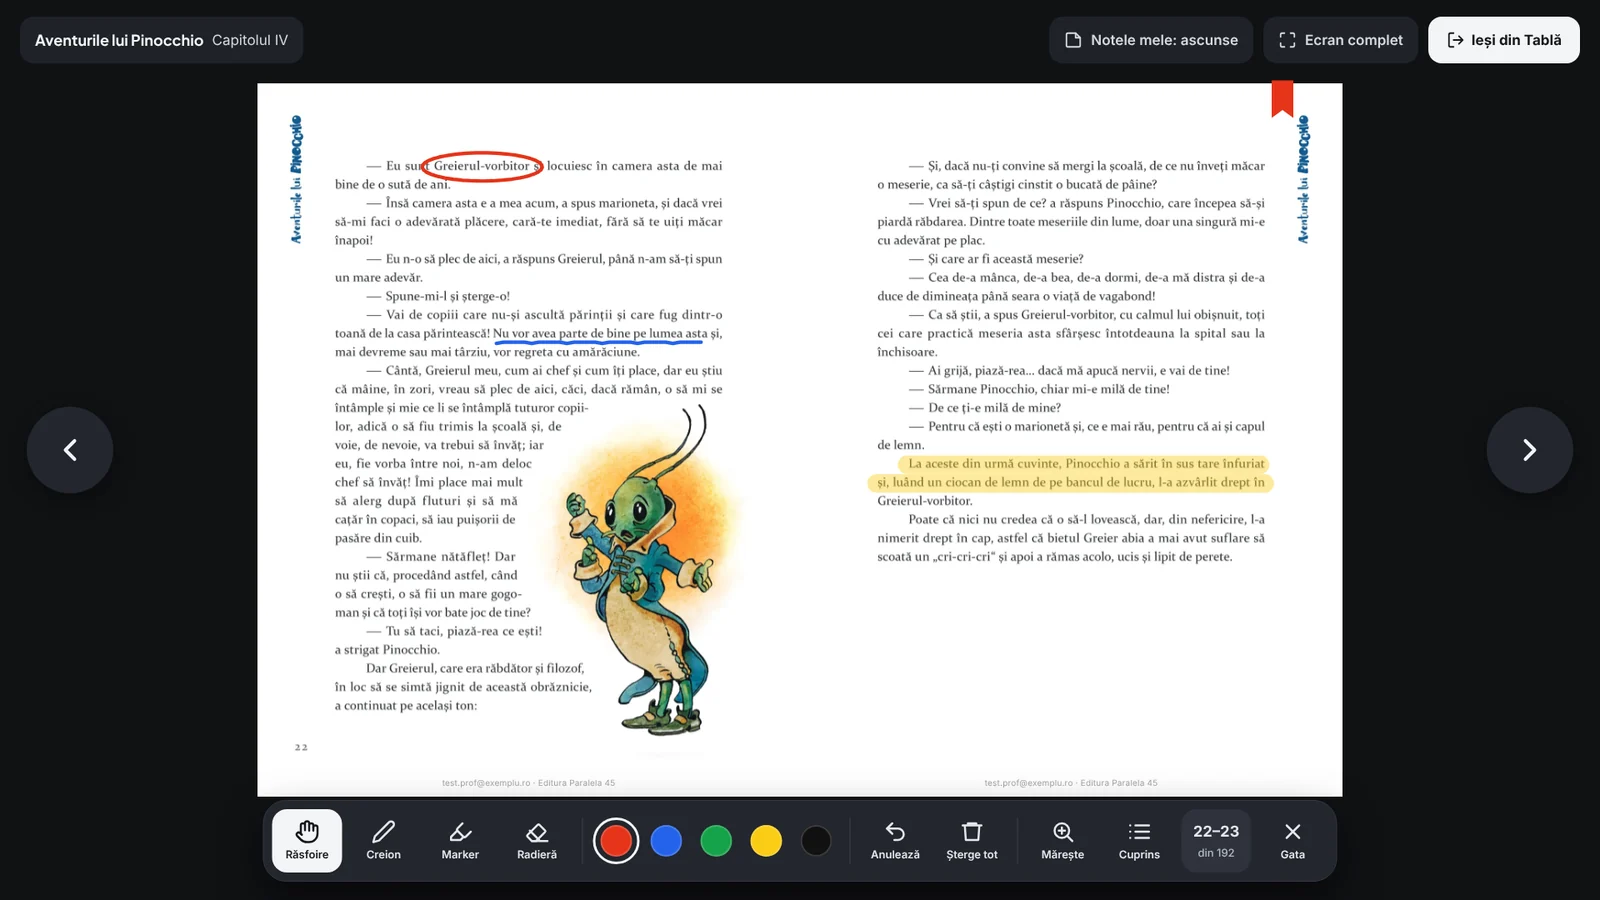 Aventurile lui Pinocchio Capitolul IV
Notele mele: ascunse
Ecran complet
Ieși din Tablă
Aventurile lui Pinocchio
— Eu sunt Greierul-vorbitor și locuiesc în camera asta de mai
bine de o sută de ani.
— Însă camera asta e a mea acum, a spus marioneta, și dacă vrei
să-mi faci o adevărată plăcere, cară-te imediat, fără să te uiți măcar
înapoi!
— Eu n-o să plec de aici, a răspuns Greierul, până n-am să-ți spun
un mare adevăr.
— Spune-mi-l și șterge-o!
— Vai de copiii care nu-și ascultă părinții și care fug dintr-o
toană de la casa părintească! Nu vor avea parte de bine pe lumea asta și,
mai devreme sau mai târziu, vor regreta cu amărăciune.
— Cântă, Greierul meu, cum ai chef și cum îți place, dar eu știu
că mâine, în zori, vreau să plec de aici, căci, dacă rămân, o să mi se
întâmple și mie ce li se întâmplă tuturor copii-
lor, adică o să fiu trimis la școală și, de
voie, de nevoie, va trebui să învăț; iar
eu, fie vorba între noi, n-am deloc
chef să învăț! Îmi place mai mult
să alerg după fluturi și să mă
cațăr în copaci, să iau puișorii de
pasăre din cuib.
— Sărmane nătăfleț! Dar
nu știi că, procedând astfel, când
o să crești, o să fii un mare gogo-
man și că toți își vor bate joc de tine?
— Tu să taci, piază-rea ce ești!
a strigat Pinocchio.
Dar Greierul, care era răbdător și filozof,
în loc să se simtă jignit de această obrăznicie,
a continuat pe același ton:
22
test.prof@exemplu.ro · Editura Paralela 45
Aventurile lui Pinocchio
— Și, dacă nu-ți convine să mergi la școală, de ce nu înveți măcar
o meserie, ca să-ți câștigi cinstit o bucată de pâine?
— Vrei să-ți spun de ce? a răspuns Pinocchio, care începea să-și
piardă răbdarea. Dintre toate meseriile din lume, doar una singură mi-e
cu adevărat pe plac.
— Și care ar fi această meserie?
— Cea de-a mânca, de-a bea, de-a dormi, de-a mă distra și de-a
duce de dimineața până seara o viață de vagabond!
— Ca să știi, a spus Greierul-vorbitor, cu calmul lui obișnuit, toți
cei care practică meseria asta sfârșesc întotdeauna la spital sau la
închisoare.
— Ai grijă, piază-rea... dacă mă apucă nervii, e vai de tine!
— Sărmane Pinocchio, chiar mi-e milă de tine!
— De ce ți-e milă de mine?
— Pentru că ești o marionetă și, ce e mai rău, pentru că ai și capul
de lemn.
La aceste din urmă cuvinte, Pinocchio a sărit în sus tare înfuriat
și, luând un ciocan de lemn de pe bancul de lucru, l-a azvârlit drept în
Greierul-vorbitor.
Poate că nici nu credea că o să-l lovească, dar, din nefericire, l-a
nimerit drept în cap, astfel că bietul Greier abia a mai avut suflare să
scoată un „cri-cri-cri“ și apoi a rămas acolo, ucis și lipit de perete.
test.prof@exemplu.ro · Editura Paralela 45
Răsfoire
Creion
Marker
Radieră
Anulează
Șterge tot
Mărește
Cuprins
22–23
din 192
Gata